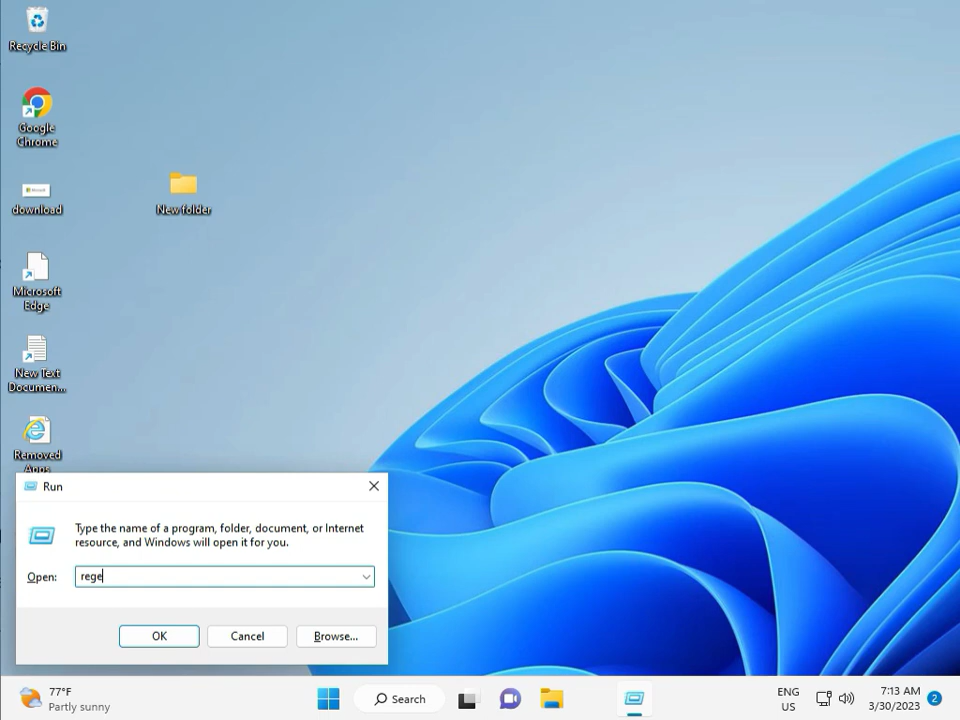 Recycle Bin
Google
Chrome
download
New folder
Microsoft
Edge
New Text
Documen...
Removed
Apps
Run
Type the name of a program, folder, document, or Internet
resource, and Windows will open it for you.
Open:
rege
OK
Cancel
Browse...
77°F
Partly sunny
Search
ENG
US
7:13 AM
3/30/2023
2